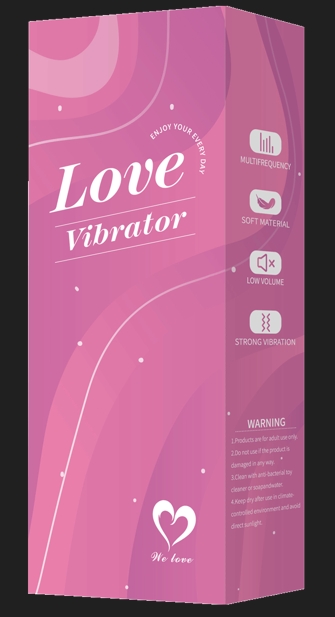 ENJOY YOUR EVERY DAY
Love
Vibrator
We love
MULTIFREQUENCY
SOFT MATERIAL
LOW VOLUME
STRONG VIBRATION
WARNING
1.Products are for adult use only.
2.Do not use if the product is
damaged in any way.
3.Clean with anti-bacterial toy
cleaner or soapandwater.
4.Keep dry after use in climate-
controlled environment and avoid
direct sunlight.